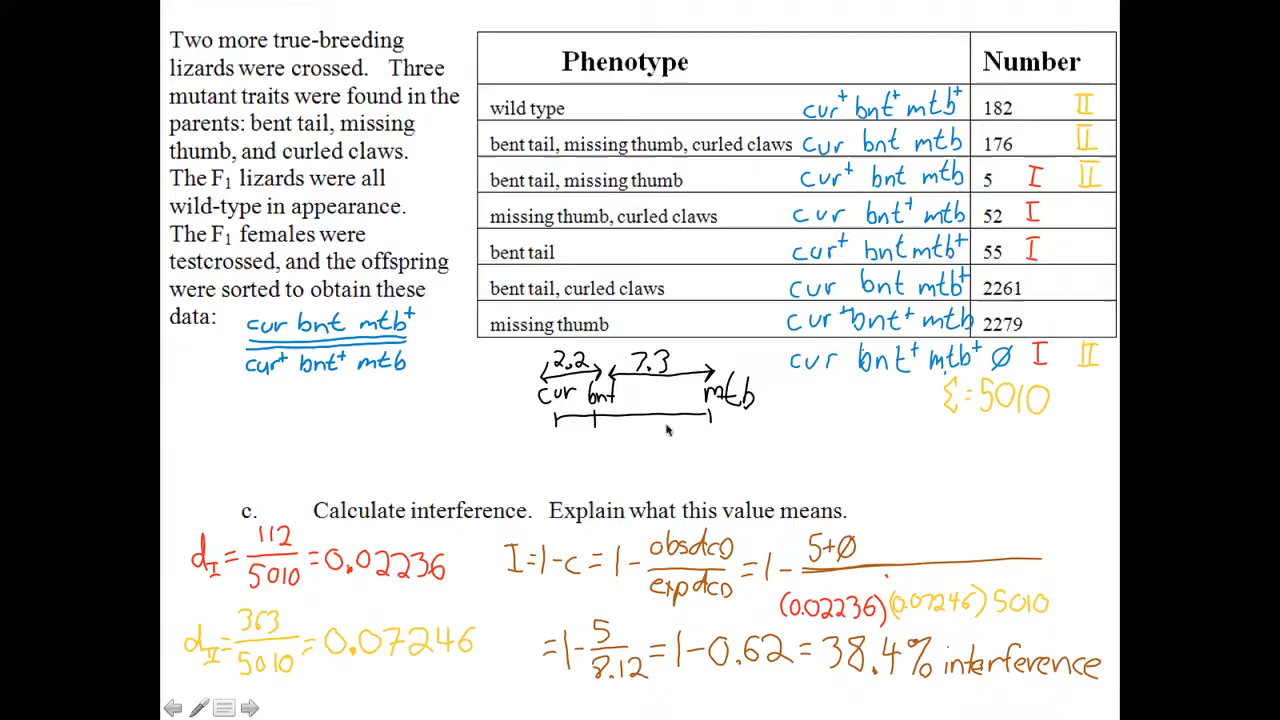 Two more true-breeding
lizards were crossed. Three
mutant traits were found in the
parents: bent tail, missing
thumb, and curled claws.
The F1 lizards were all
wild-type in appearance.
The F1 females were
testcrossed, and the offspring
were sorted to obtain these
data:
cur bnt mtb+
cur+ bnt+ mtb
Phenotype Number
wild type cur+ bnt+ mtb+ 182 II
bent tail, missing thumb, curled claws cur bnt mtb 176 II
bent tail, missing thumb cur+ bnt mtb 5 I II
missing thumb, curled claws cur bnt+ mtb 52 I
bent tail cur+ bnt mtb+ 55 I
bent tail, curled claws cur bnt mtb+ 2261
missing thumb cur+ bnt+ mtb 2279
cur bnt+ mtb+ Ø I II
Σ=5010
2.2 7.3
cur bnt mtb
c. Calculate interference. Explain what this value means.
dI = 112/5010 = 0.02236
I=1-c = 1 - obsdco/expdco = 1 - 5+Ø/(0.02236)(0.07246)5010
dII = 363/5010 = 0.07246
=1-5/8.12 = 1-0.62 = 38.4% interference